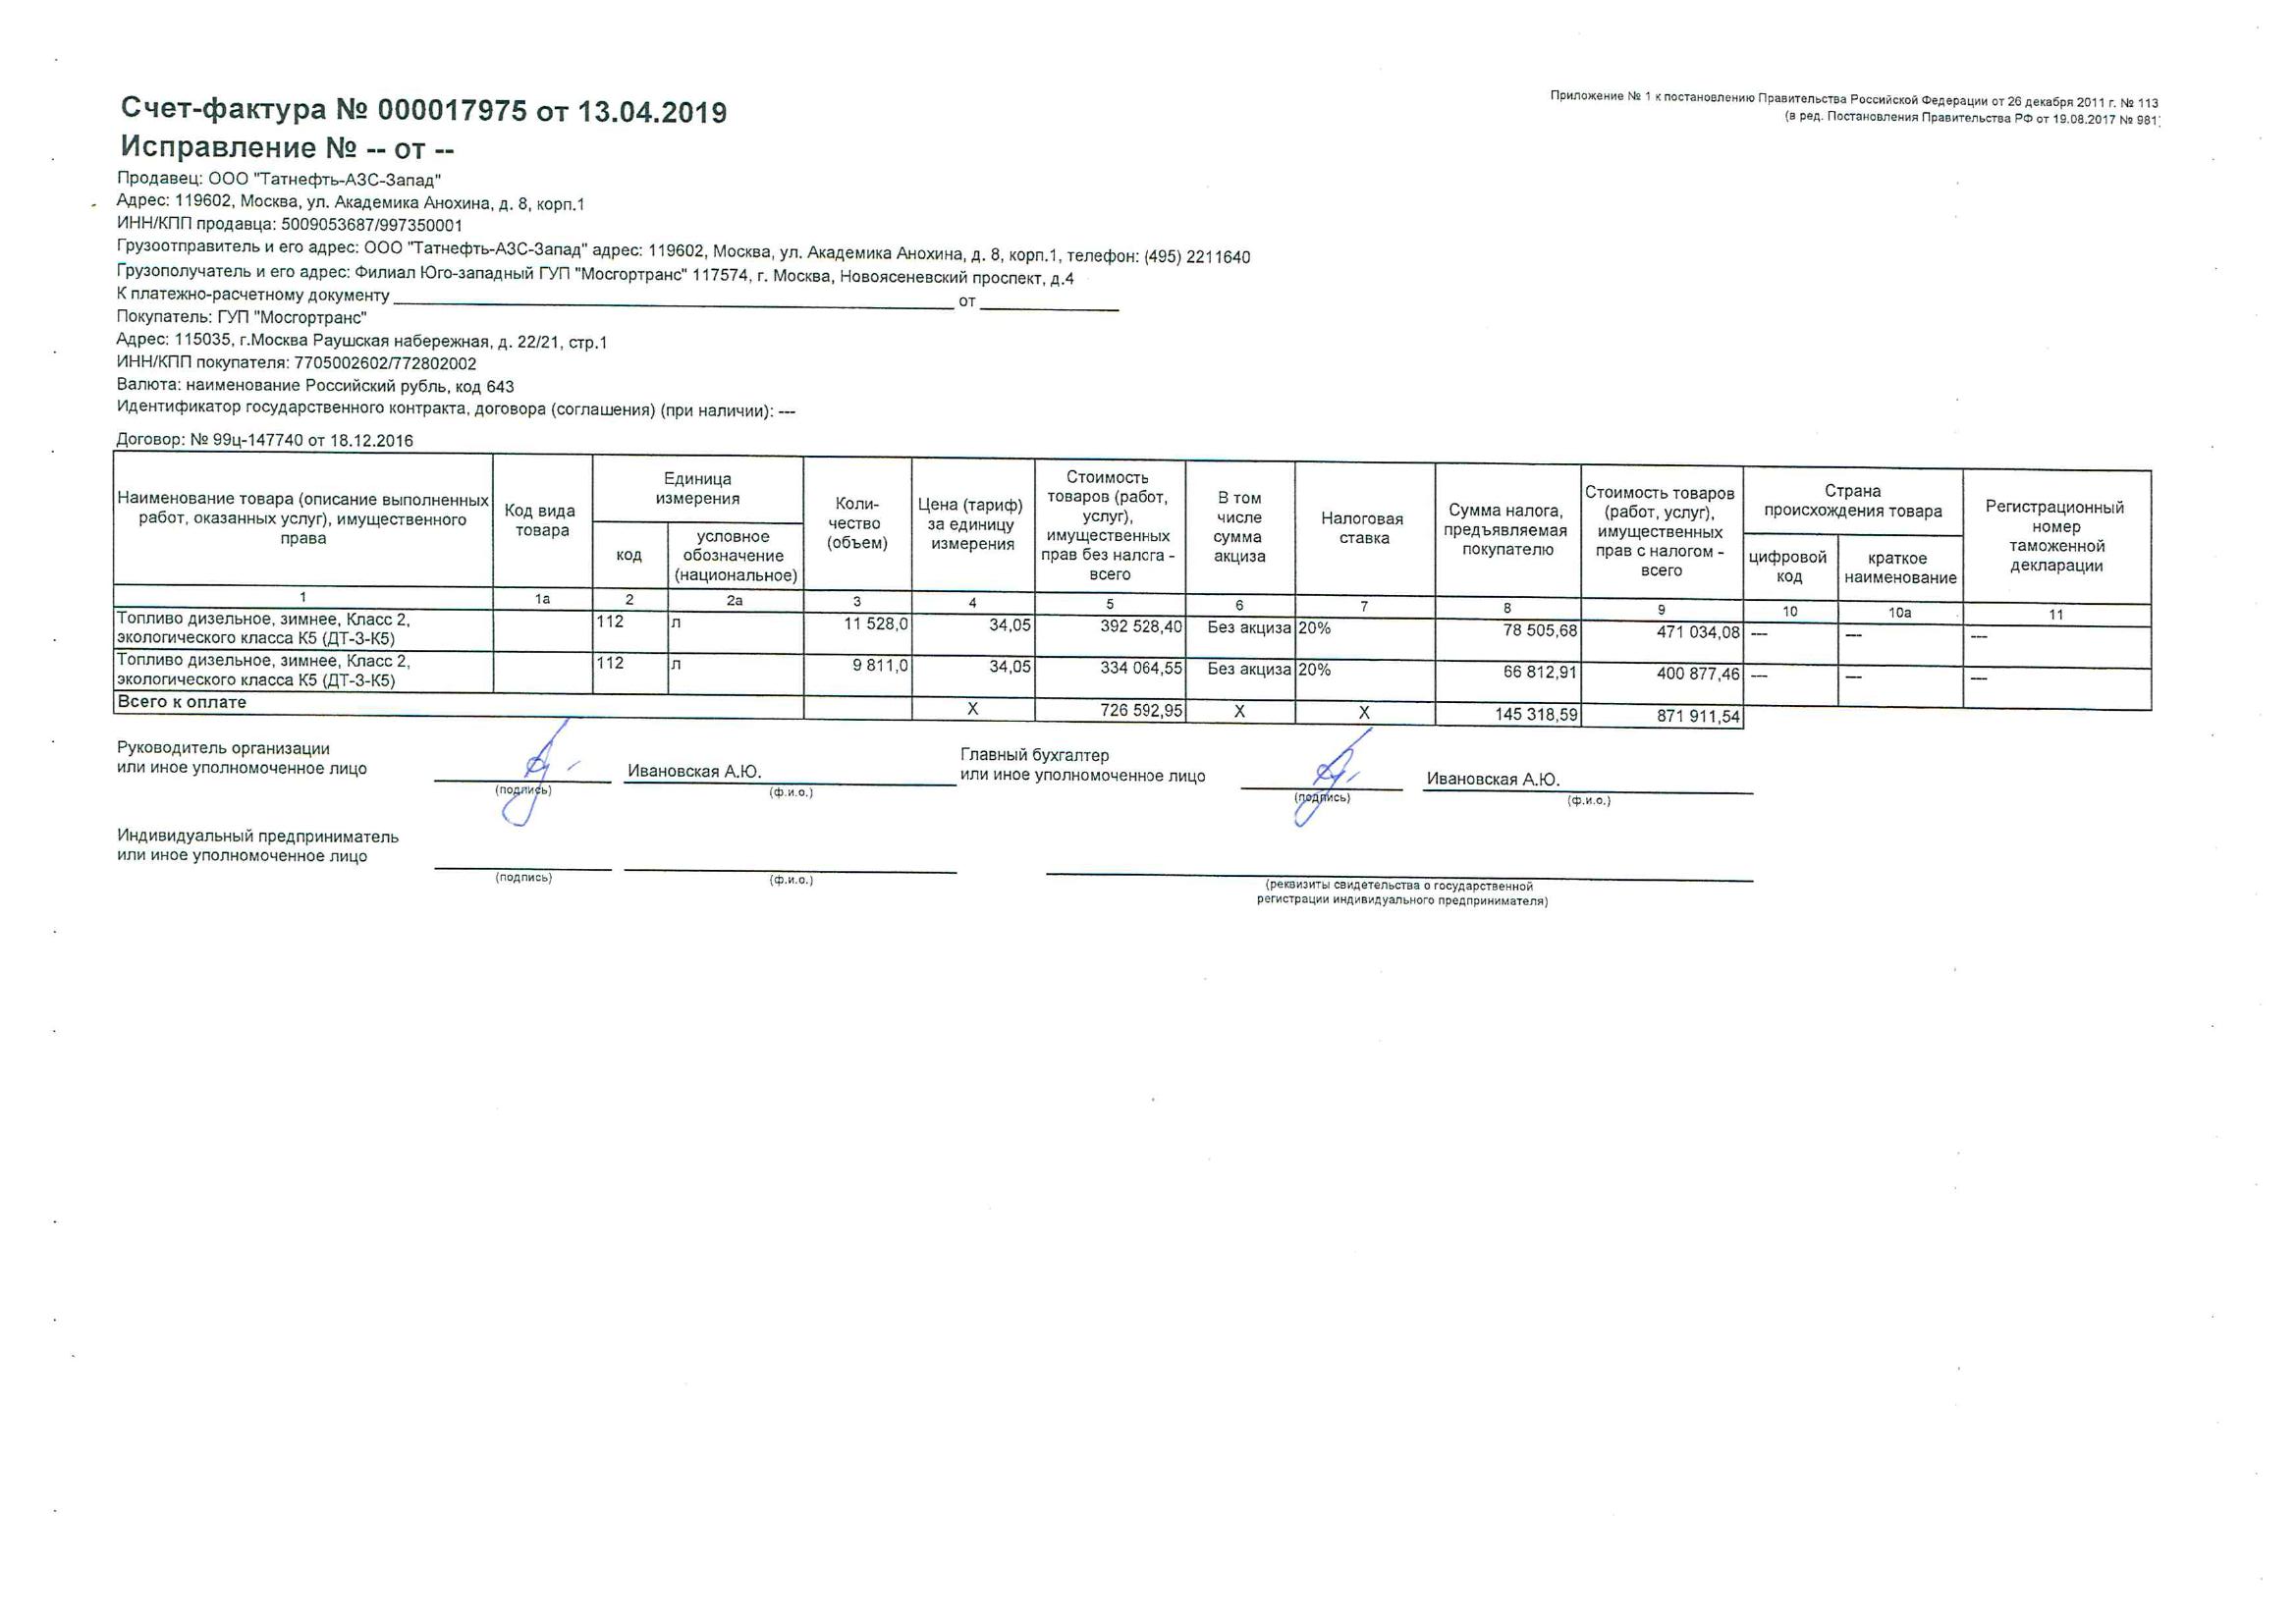 Приложение № 1 к постановлению Правительства Российской Федерации от 26 декабря 2011 г. № 113
(в ред. Постановления Правительства РФ от 19.08.2017 № 981)
Счет-фактура № 000017975 от 13.04.2019
Исправление № -- от --
Продавец: ООО "Татнефть-АЗС-Запад"
Адрес: 119602, Москва, ул. Академика Анохина, д. 8, корп.1
ИНН/КПП продавца: 5009053687/997350001
Грузоотправитель и его адрес: ООО "Татнефть-АЗС-Запад" адрес: 119602, Москва, ул. Академика Анохина, д. 8, корп.1, телефон: (495) 2211640
Грузополучатель и его адрес: Филиал Юго-западный ГУП "Мосгортранс" 117574, г. Москва, Новоясеневский проспект, д.4
К платежно-расчетному документу от
Покупатель: ГУП "Мосгортранс"
Адрес: 115035, г.Москва Раушская набережная, д. 22/21, стр.1
ИНН/КПП покупателя: 7705002602/772802002
Валюта: наименование Российский рубль, код 643
Идентификатор государственного контракта, договора (соглашения) (при наличии): ---
Договор: № 99ц-147740 от 18.12.2016
Наименование товара (описание выполненных
работ, оказанных услуг), имущественного
права
Код вида
товара
Единица
измерения
код
условное
обозначение
(национальное)
Коли-
чество
(объем)
Цена (тариф)
за единицу
измерения
Стоимость
товаров (работ,
услуг),
имущественных
прав без налога -
всего
В том
числе
сумма
акциза
Налоговая
ставка
Сумма налога,
предъявляемая
покупателю
Стоимость товаров
(работ, услуг),
имущественных
прав с налогом -
всего
Страна
происхождения товара
цифровой
код
краткое
наименование
Регистрационный
номер
таможенной
декларации
1 1а 2 2а 3 4 5 6 7 8 9 10 10а 11
Топливо дизельное, зимнее, Класс 2, 112 л 11 528,0 34,05 392 528,40 Без акциза 20% 78 505,68 471 034,08 --- --- ---
экологического класса К5 (ДТ-З-К5)
Топливо дизельное, зимнее, Класс 2, 112 л 9 811,0 34,05 334 064,55 Без акциза 20% 66 812,91 400 877,46 --- --- ---
экологического класса К5 (ДТ-З-К5)
Всего к оплате X 726 592,95 X X 145 318,59 871 911,54
Руководитель организации
или иное уполномоченное лицо
Ивановская А.Ю.
(подпись) (ф.и.о.)
Главный бухгалтер
или иное уполномоченное лицо
Ивановская А.Ю.
(подпись) (ф.и.о.)
Индивидуальный предприниматель
или иное уполномоченное лицо
(подпись) (ф.и.о.)
(реквизиты свидетельства о государственной
регистрации индивидуального предпринимателя)